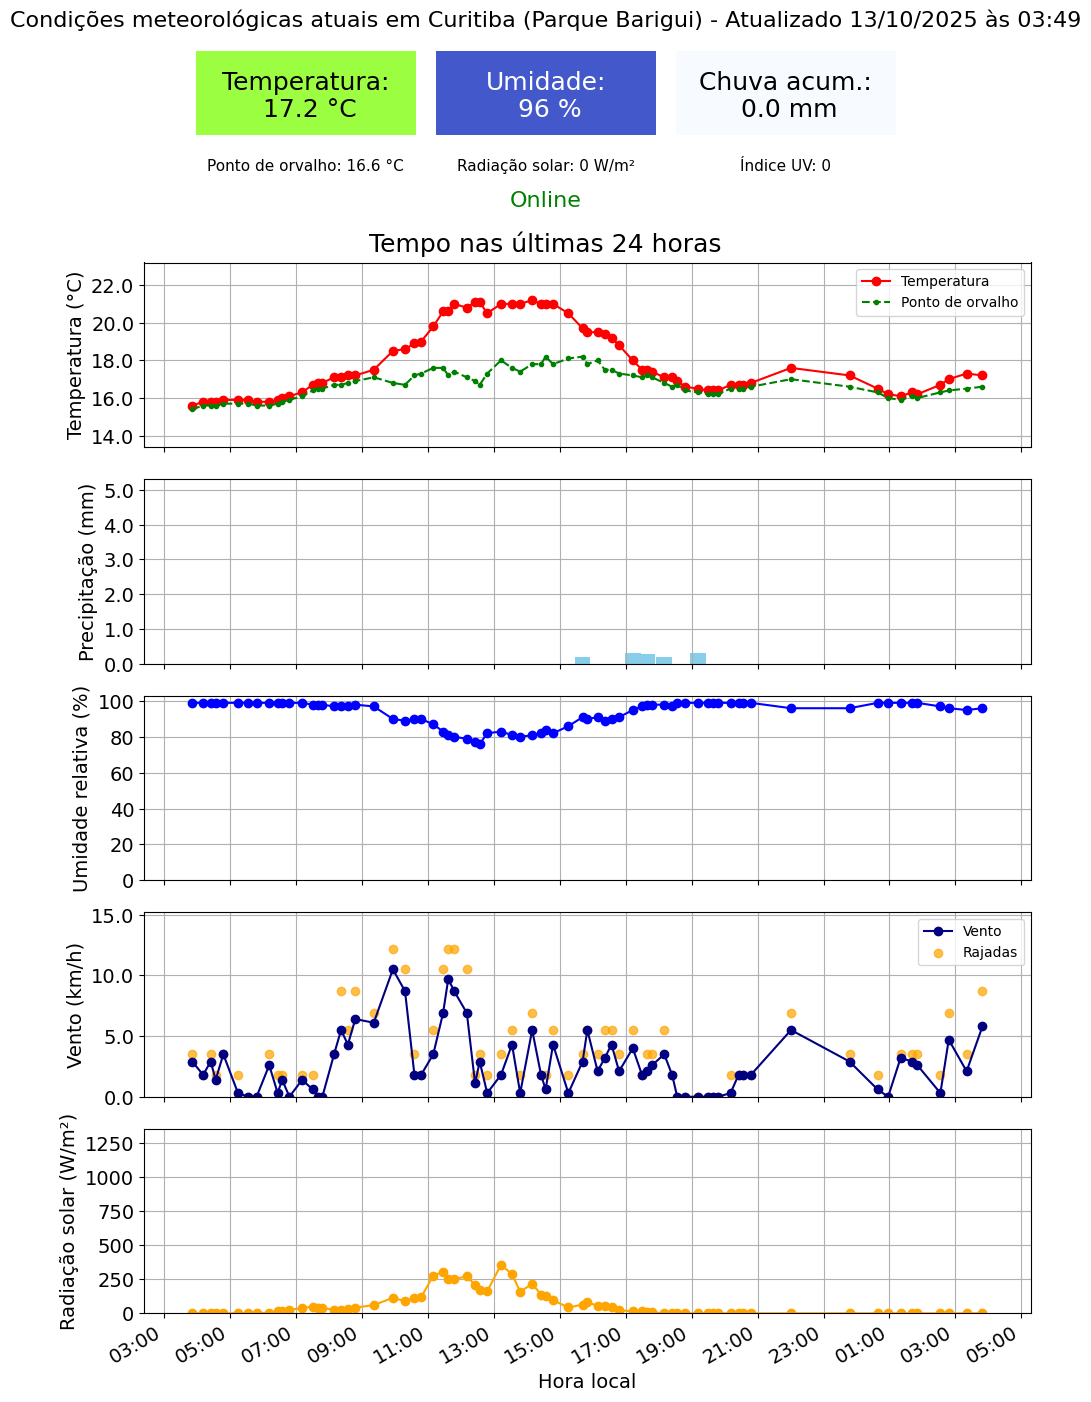 Condições meteorológicas atuais em Curitiba (Parque Barigui) - Atualizado 13/10/2025 às 03:49
Temperatura:
17.2 °C
Umidade:
96 %
Chuva acum.:
0.0 mm
Ponto de orvalho: 16.6 °C
Radiação solar: 0 W/m²
Índice UV: 0
Online
Tempo nas últimas 24 horas
Temperatura (°C)
22.0
20.0
18.0
16.0
14.0
Temperatura
Ponto de orvalho
Precipitação (mm)
5.0
4.0
3.0
2.0
1.0
0.0
Umidade relativa (%)
100
80
60
40
20
0
Vento (km/h)
15.0
10.0
5.0
0.0
Vento
Rajadas
Radiação solar (W/m²)
1250
1000
750
500
250
0
03:00 05:00 07:00 09:00 11:00 13:00 15:00 17:00 19:00 21:00 23:00 01:00 03:00 05:00
Hora local